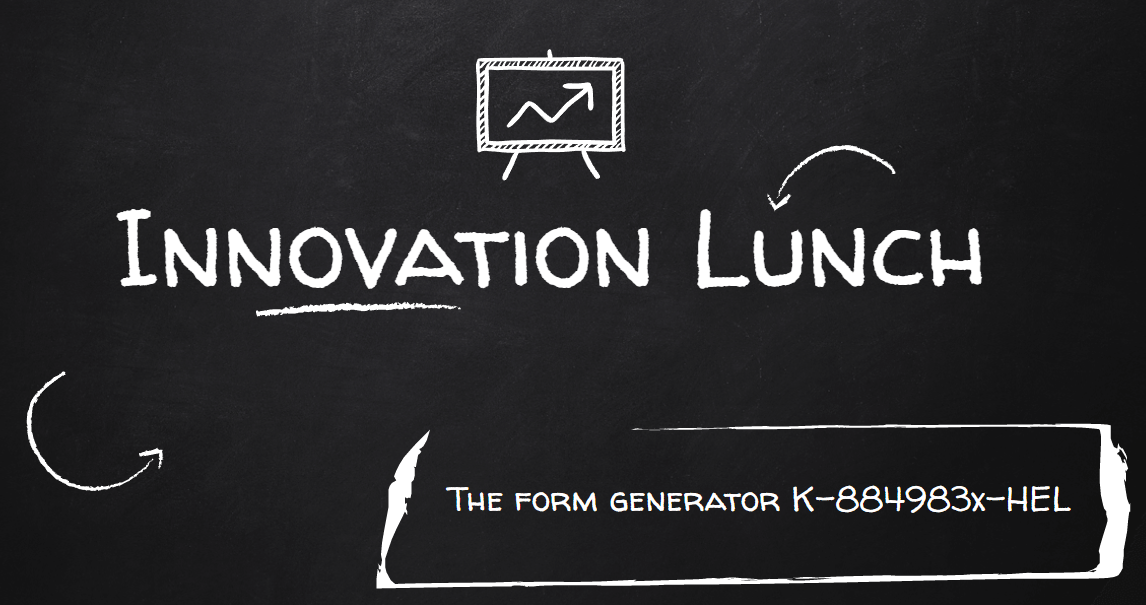 Innovation Lunch
The form generator K-884983x-HEL